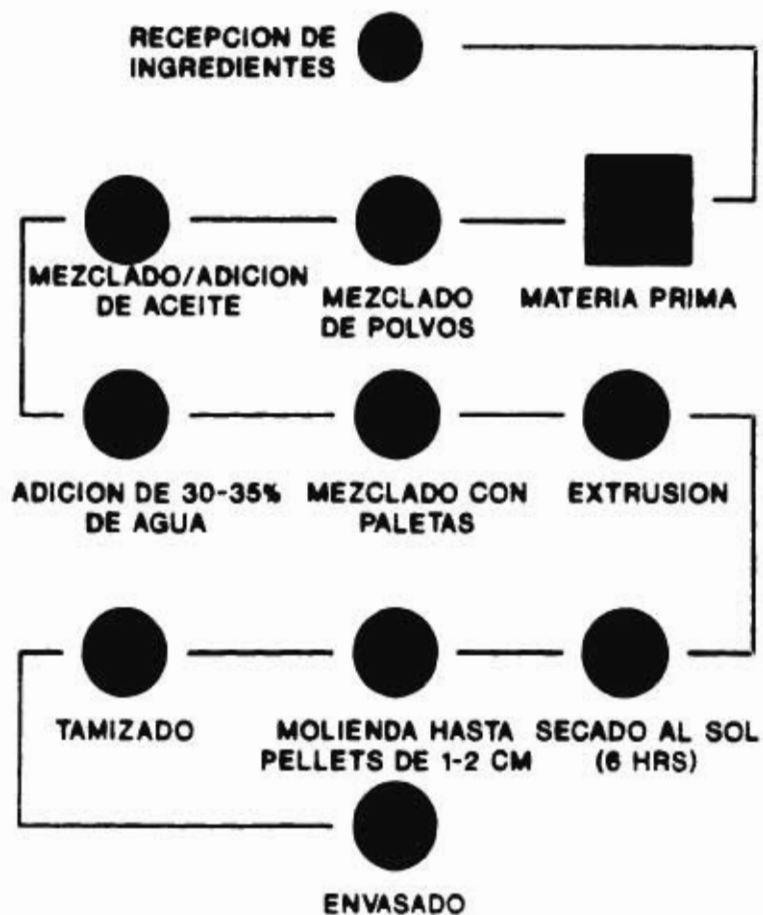 RECEPCION DE
INGREDIENTES
MEZCLADO/ADICION
DE ACEITE
MEZCLADO
DE POLVOS
MATERIA PRIMA
ADICION DE 30-35%
DE AGUA
MEZCLADO CON
PALETAS
EXTRUSION
TAMIZADO
MOLIENDA HASTA
PELLETS DE 1-2 CM
SECADO AL SOL
(6 HRS)
ENVASADO